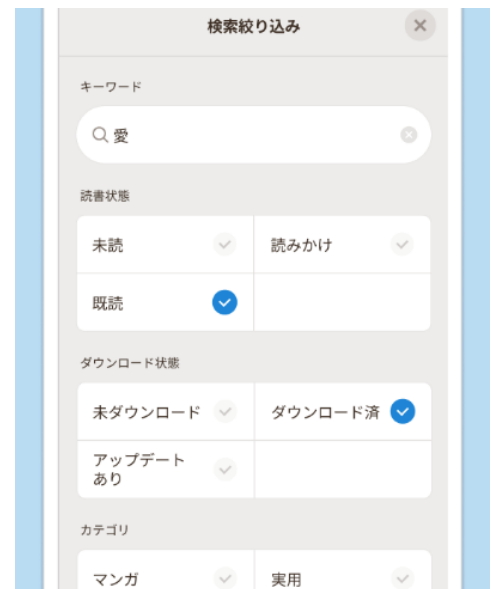 検索絞り込み
キーワード
愛
読書状態
未読
読みかけ
既読
ダウンロード状態
未ダウンロード
ダウンロード済
アップデート
あり
カテゴリ
マンガ
実用